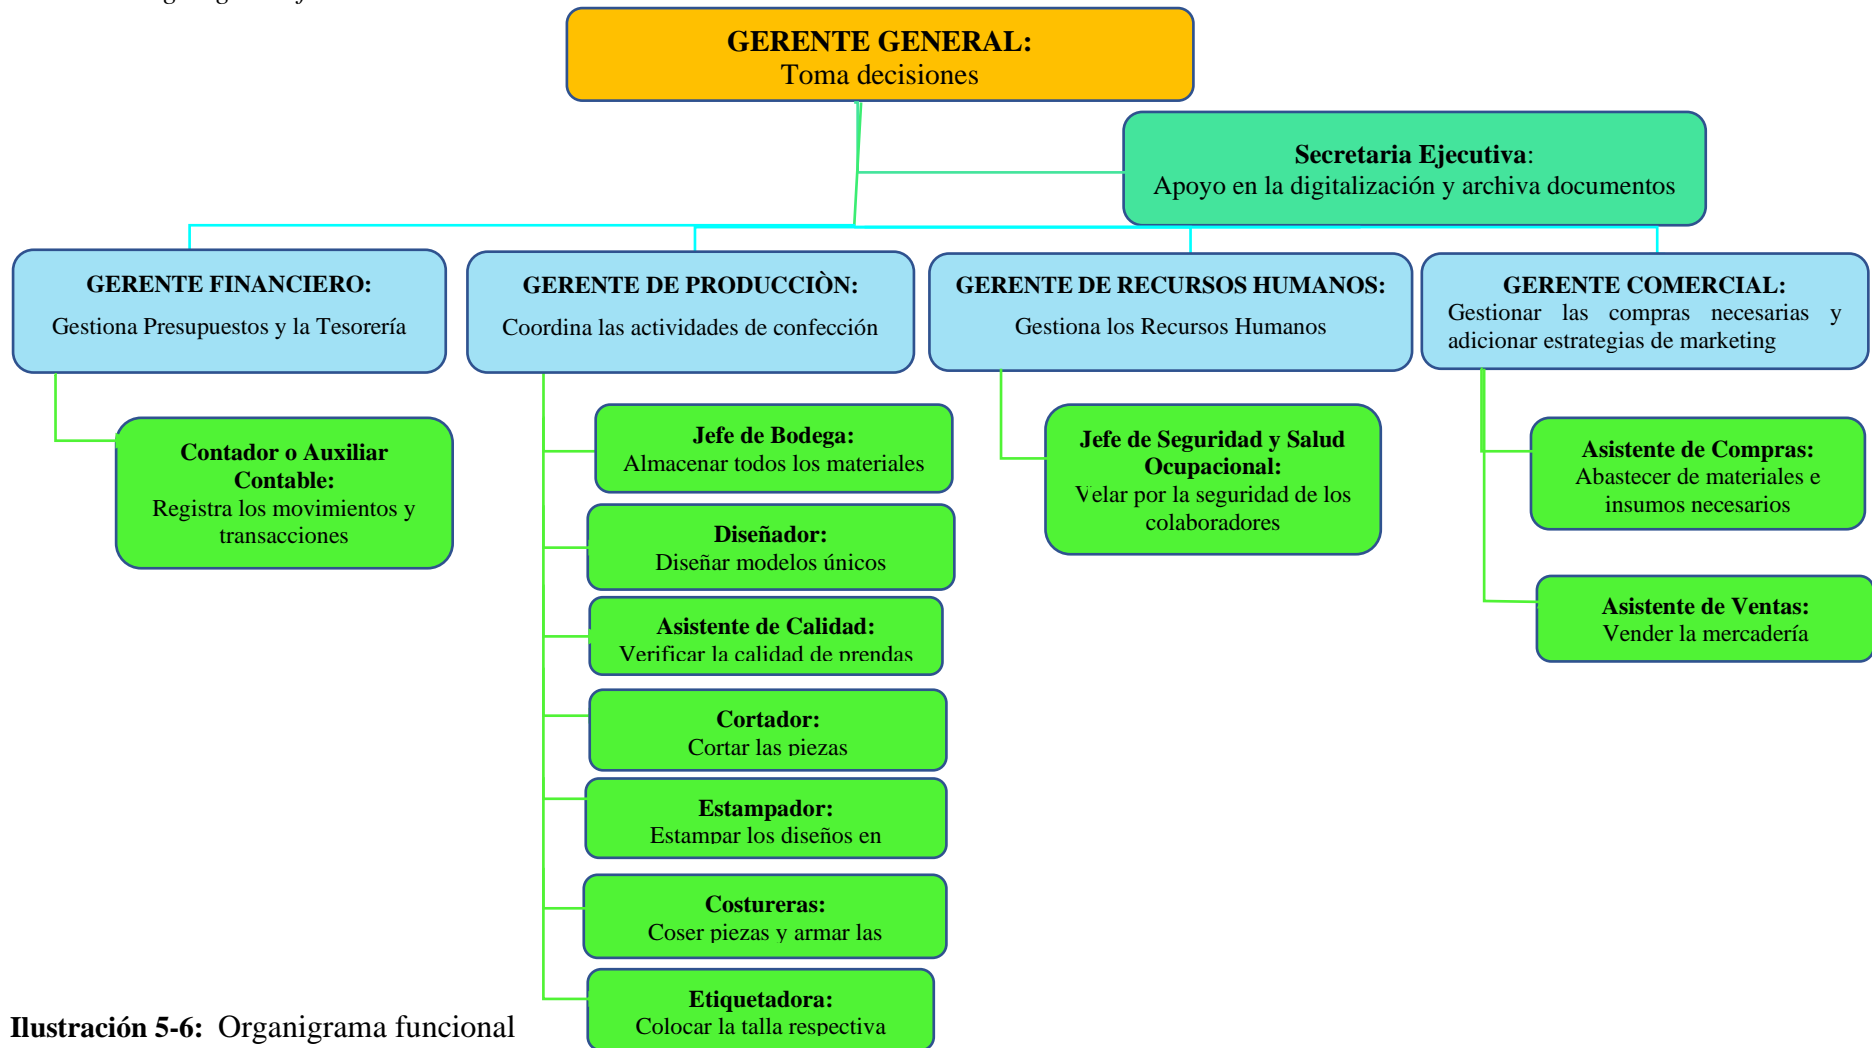 GERENTE GENERAL:
Toma decisiones
Secretaria Ejecutiva:
Apoyo en la digitalización y archiva documentos
GERENTE FINANCIERO:
Gestiona Presupuestos y la Tesorería
GERENTE DE PRODUCCIÒN:
Coordina las actividades de confección
GERENTE DE RECURSOS HUMANOS:
Gestiona los Recursos Humanos
GERENTE COMERCIAL:
Gestionar las compras necesarias y
adicionar estrategias de marketing
Contador o Auxiliar
Contable:
Registra los movimientos y
transacciones
Jefe de Bodega:
Almacenar todos los materiales
Diseñador:
Diseñar modelos únicos
Asistente de Calidad:
Verificar la calidad de prendas
Cortador:
Cortar las piezas
Estampador:
Estampar los diseños en
Costureras:
Coser piezas y armar las
Etiquetadora:
Colocar la talla respectiva
Jefe de Seguridad y Salud
Ocupacional:
Velar por la seguridad de los
colaboradores
Asistente de Compras:
Abastecer de materiales e
insumos necesarios
Asistente de Ventas:
Vender la mercadería
Ilustración 5-6: Organigrama funcional